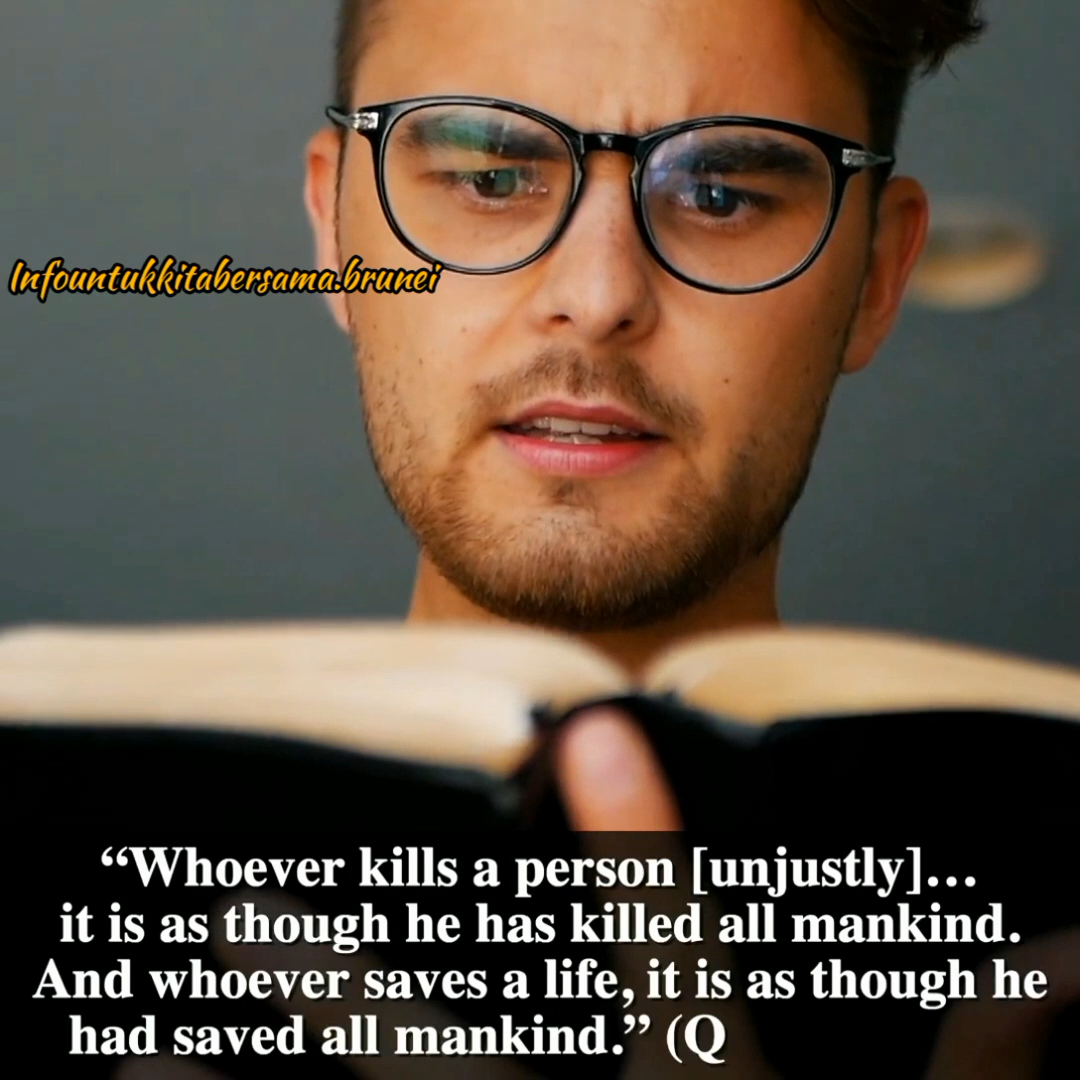 Infountukkitabersama.brunei
“Whoever kills a person [unjustly]...
it is as though he has killed all mankind.
And whoever saves a life, it is as though he
had saved all mankind.” (Q